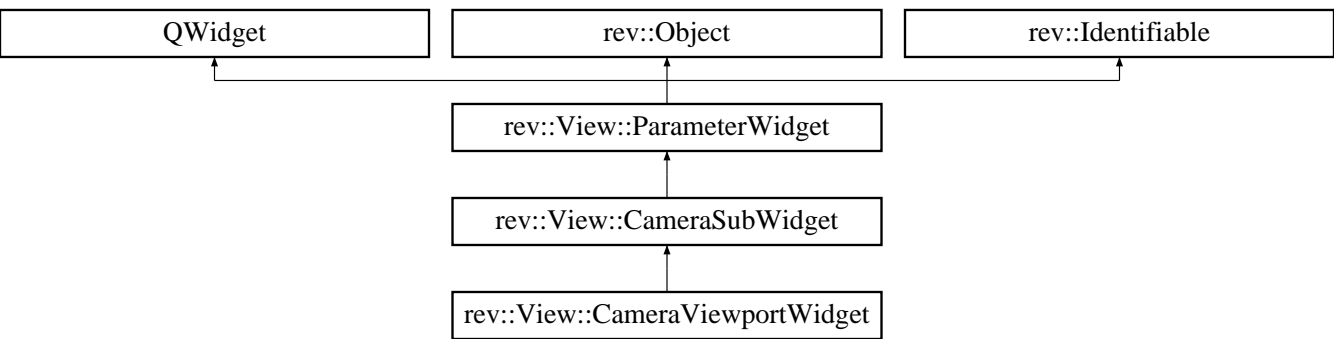 QWidget
rev::Object
rev::Identifiable
rev::View::ParameterWidget
rev::View::CameraSubWidget
rev::View::CameraViewportWidget